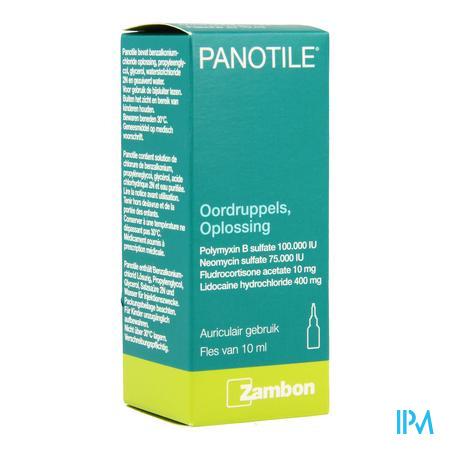 Panotile bevat benzalkonium-
chloride oplossing, propyleengly-
col, glycerol, waterstofchloride
2N en gezuiverd water.
Voor gebruik de bijsluiter lezen.
Buiten het zicht en bereik van
kinderen houden.
Bewaren beneden 30°C.
Geneesmiddel op medisch
voorschrift.
Panotile contient solution de
chlorure de benzalkonium,
propylèneglycol, glycérol, acide
chlorhydrique 2N et eau purifiée.
Lire la notice avant utilisation.
Tenir hors de la vue et de la
portée des enfants.
Conserver à une température ne
dépassant pas 30°C.
Médicament soumis à
prescription médicale.
Panotile enthält Benzalkonium-
chlorid Lösung, Propylenglycol,
Glycerol, Salzsäure 2N und
Wasser für Injektionszwecke.
Packungsbeilage beachten.
Für Kinder unzugänglich
aufbewahren.
Nicht über 30°C lagern.
Verschreibungspflichtig.
PANOTILE®
Oordruppels,
Oplossing
Polymyxin B sulfate 100.000 IU
Neomycin sulfate 75.000 IU
Fludrocortisone acetate 10 mg
Lidocaine hydrochloride 400 mg
Auriculair gebruik
Fles van 10 ml
Zambon
IPM